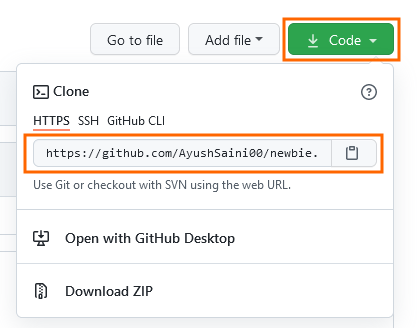 Go to file Add file Code
Clone
HTTPS SSH GitHub CLI
https://github.com/AyushSaini00/newbie.
Use Git or checkout with SVN using the web URL.
Open with GitHub Desktop
Download ZIP